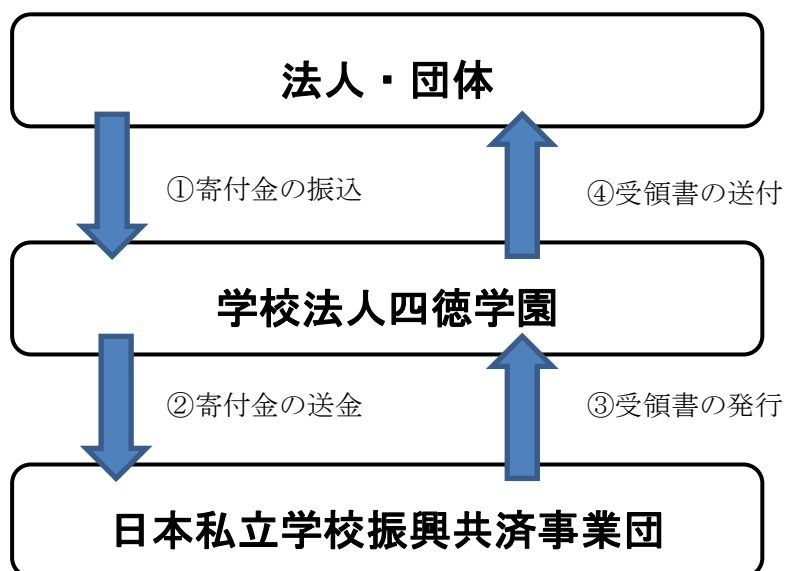 法人・団体
①寄付金の振込
④受領書の送付
学校法人四徳学園
②寄付金の送金
③受領書の発行
日本私立学校振興共済事業団